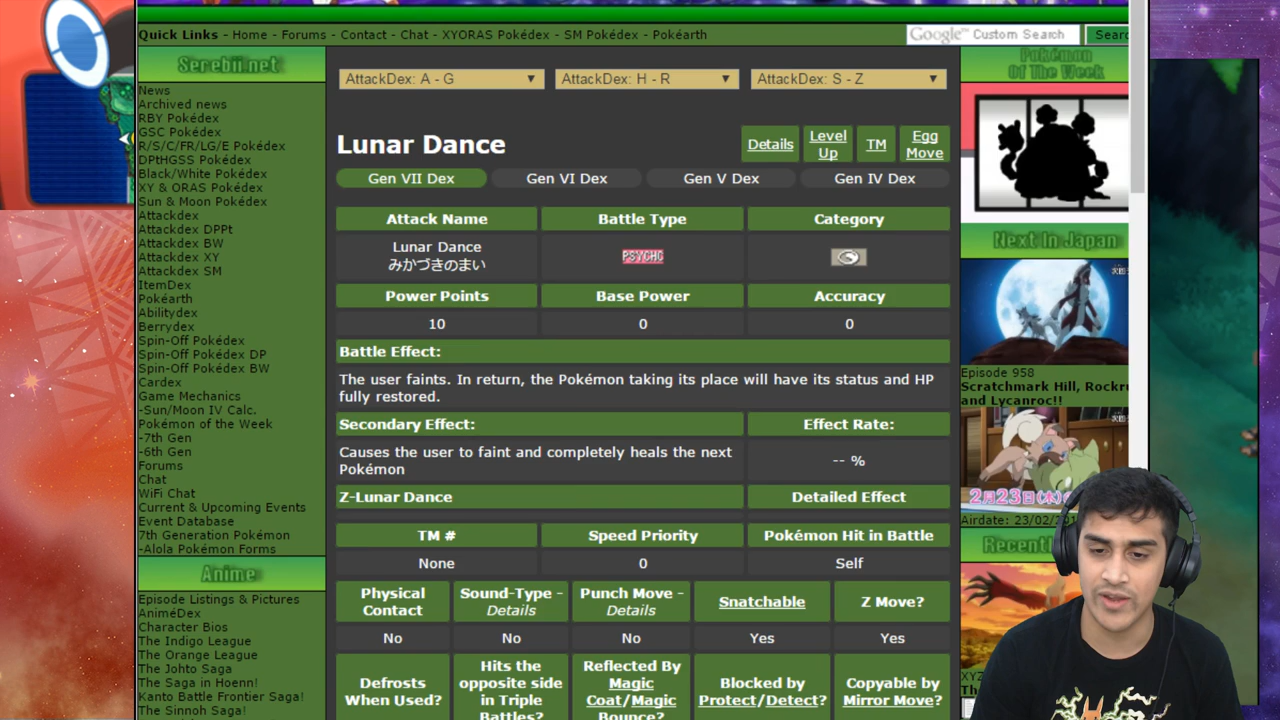 Quick Links - Home - Forums - Contact - Chat - XYORAS Pokédex - SM Pokédex - Pokéarth
Google™ Custom Search
Searc
Serebii.net
News
Archived news
RBY Pokédex
GSC Pokédex
R/S/C/FR/LG/E Pokédex
DPtHGSS Pokédex
Black/White Pokédex
XY & ORAS Pokédex
Sun & Moon Pokédex
Attackdex
Attackdex DPPt
Attackdex BW
Attackdex XY
Attackdex SM
ItemDex
Pokéarth
Abilitydex
Berrydex
Spin-Off Pokédex
Spin-Off Pokédex DP
Spin-Off Pokédex BW
Cardex
Game Mechanics
-Sun/Moon IV Calc.
Pokémon of the Week
-7th Gen
-6th Gen
Forums
Chat
WiFi Chat
Current & Upcoming Events
Event Database
7th Generation Pokémon
-Alola Pokémon Forms
Anime
Episode Listings & Pictures
AniméDex
Character Bios
The Indigo League
The Orange League
The Johto Saga
The Saga in Hoenn!
Kanto Battle Frontier Saga!
The Sinnoh Saga!
AttackDex: A - G
AttackDex: H - R
AttackDex: S - Z
Lunar Dance
Details
Level Up
TM
Egg Move
Gen VII Dex
Gen VI Dex
Gen V Dex
Gen IV Dex
Attack Name
Battle Type
Category
Lunar Dance
みかづきのまい
PSYCHC
Power Points
Base Power
Accuracy
10
0
0
Battle Effect:
The user faints. In return, the Pokémon taking its place will have its status and HP
fully restored.
Secondary Effect:
Effect Rate:
Causes the user to faint and completely heals the next
Pokémon
-- %
Z-Lunar Dance
Detailed Effect
TM #
Speed Priority
Pokémon Hit in Battle
None
0
Self
Physical
Contact
Sound-Type -
Details
Punch Move -
Details
Snatchable
Z Move?
No
No
No
Yes
Yes
Defrosts
When Used?
Hits the
opposite side
in Triple
Battles?
Reflected By
Magic
Coat/Magic
Bounce?
Blocked by
Protect/Detect?
Copyable by
Mirror Move?
Pokémon
Of The Week
Next In Japan
Episode 958
Scratchmark Hill, Rockru
and Lycanroc!!
2月23日(木)
Airdate: 23/02/201
Recentl
XYZ
Th